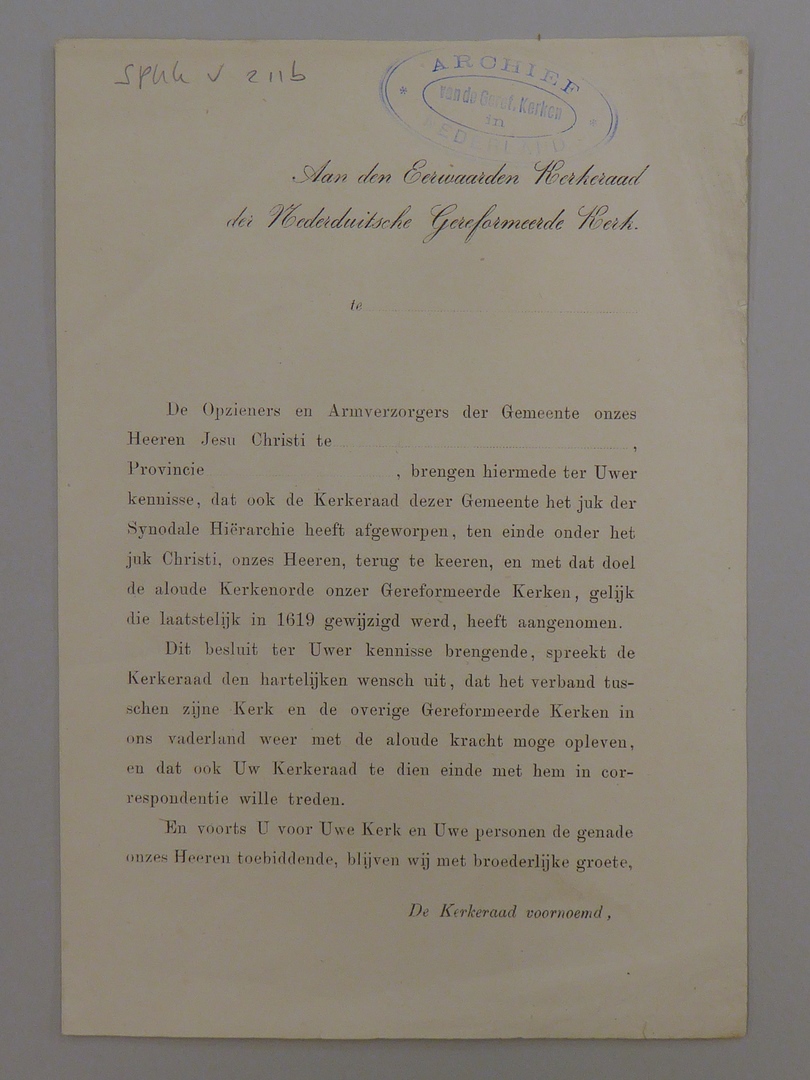 SPKK V 211b
ARCHIEF
van de Geref. Kerken
in
NEDERLAND
Aan den Eerwaarden Kerkeraad
der Nederduitsche Gereformeerde Kerk.
te
De Opzieners en Armverzorgers der Gemeente onzes
Heeren Jesu Christi te ,
Provincie , brengen hiermede ter Uwer
kennisse, dat ook de Kerkeraad dezer Gemeente het juk der
Synodale Hiërarchie heeft afgeworpen, ten einde onder het
juk Christi, onzes Heeren, terug te keeren, en met dat doel
de aloude Kerkenorde onzer Gereformeerde Kerken, gelijk
die laatstelijk in 1619 gewijzigd werd, heeft aangenomen.
Dit besluit ter Uwer kennisse brengende, spreekt de
Kerkeraad den hartelijken wensch uit, dat het verband tus-
schen zijne Kerk en de overige Gereformeerde Kerken in
ons vaderland weer met de aloude kracht moge opleven,
en dat ook Uw Kerkeraad te dien einde met hem in cor-
respondentie wille treden.
En voorts U voor Uwe Kerk en Uwe personen de genade
onzes Heeren toebiddende, blijven wij met broederlijke groete,
De Kerkeraad voornoemd,